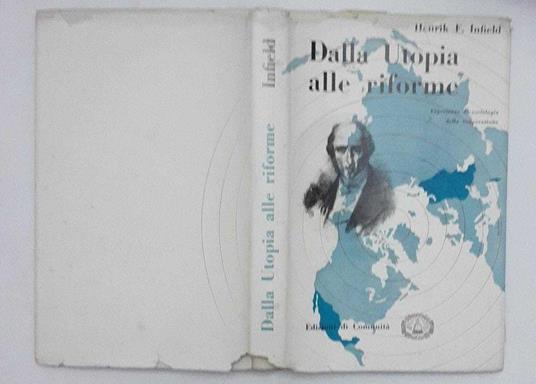 Henrik F. Infield
Dalla Utopia
alle riforme
Esperienze di sociologia
della cooperazione
Edizioni di Comunità
Dalla Utopia alle riforme Infield